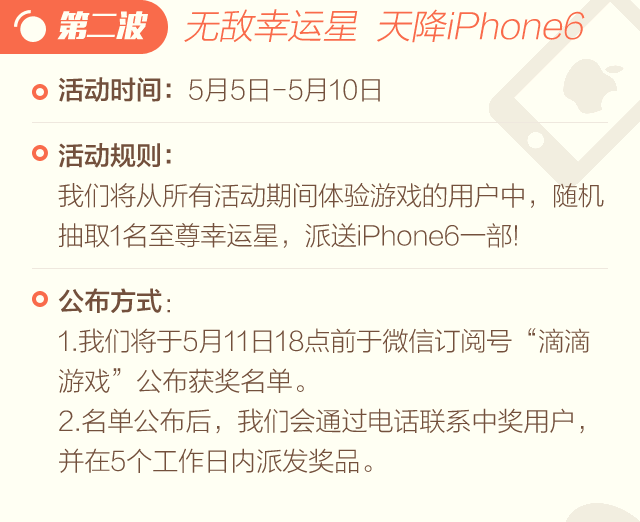 第二波 无敌幸运星 天降iPhone6
活动时间：5月5日-5月10日
活动规则：
我们将从所有活动期间体验游戏的用户中，随机
抽取1名至尊幸运星，派送iPhone6一部!
公布方式：
1.我们将于5月11日18点前于微信订阅号“滴滴
游戏”公布获奖名单。
2.名单公布后，我们会通过电话联系中奖用户，
并在5个工作日内派发奖品。